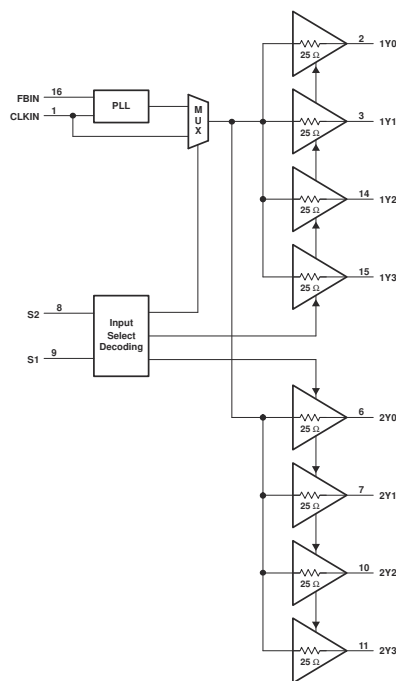 2 1Y0
25 Ω
FBIN 16
PLL
CLKIN 1
MUX
3 1Y1
25 Ω
14 1Y2
25 Ω
15 1Y3
25 Ω
S2 8
Input
Select
Decoding
S1 9
6 2Y0
25 Ω
7 2Y1
25 Ω
10 2Y2
25 Ω
11 2Y3
25 Ω